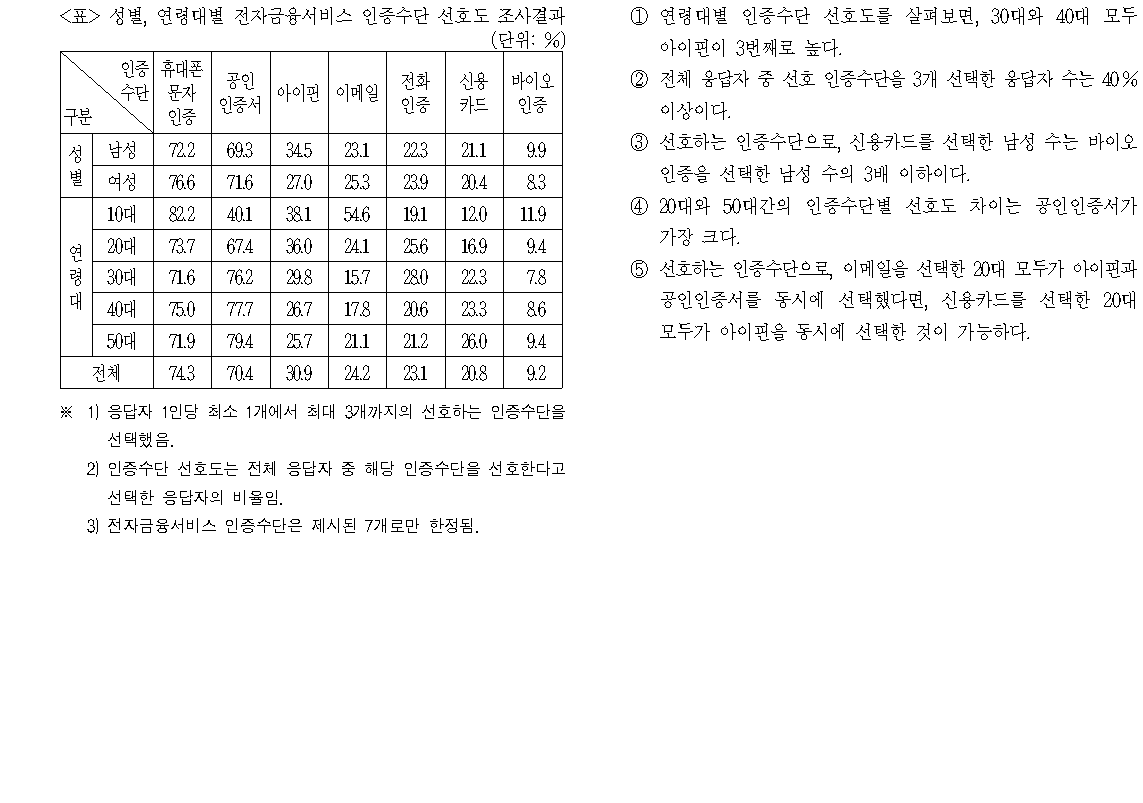 <표> 성별, 연령대별 전자금융서비스 인증수단 선호도 조사결과
(단위: %)
인증수단 구분 휴대폰문자인증 공인인증서 아이핀 이메일 전화인증 신용카드 바이오인증
성별 남성 72.2 69.3 34.5 23.1 22.3 21.1 9.9
여성 76.6 71.6 27.0 25.3 23.9 20.4 8.3
연령대 10대 82.2 40.1 38.1 54.6 19.1 12.0 11.9
20대 73.7 67.4 36.0 24.1 25.6 16.9 9.4
30대 71.6 76.2 29.8 15.7 28.0 22.3 7.8
40대 75.0 77.7 26.7 17.8 20.6 23.3 8.6
50대 71.9 79.4 25.7 21.1 21.2 26.0 9.4
전체 74.3 70.4 30.9 24.2 23.1 20.8 9.2
※ 1) 응답자 1인당 최소 1개에서 최대 3개까지의 선호하는 인증수단을
선택했음.
2) 인증수단 선호도는 전체 응답자 중 해당 인증수단을 선호한다고
선택한 응답자의 비율임.
3) 전자금융서비스 인증수단은 제시된 7개로만 한정됨.
① 연령대별 인증수단 선호도를 살펴보면, 30대와 40대 모두
아이핀이 3번째로 높다.
② 전체 응답자 중 선호 인증수단을 3개 선택한 응답자 수는 40%
이상이다.
③ 선호하는 인증수단으로, 신용카드를 선택한 남성 수는 바이오
인증을 선택한 남성 수의 3배 이하이다.
④ 20대와 50대간의 인증수단별 선호도 차이는 공인인증서가
가장 크다.
⑤ 선호하는 인증수단으로, 이메일을 선택한 20대 모두가 아이핀과
공인인증서를 동시에 선택했다면, 신용카드를 선택한 20대
모두가 아이핀을 동시에 선택한 것이 가능하다.